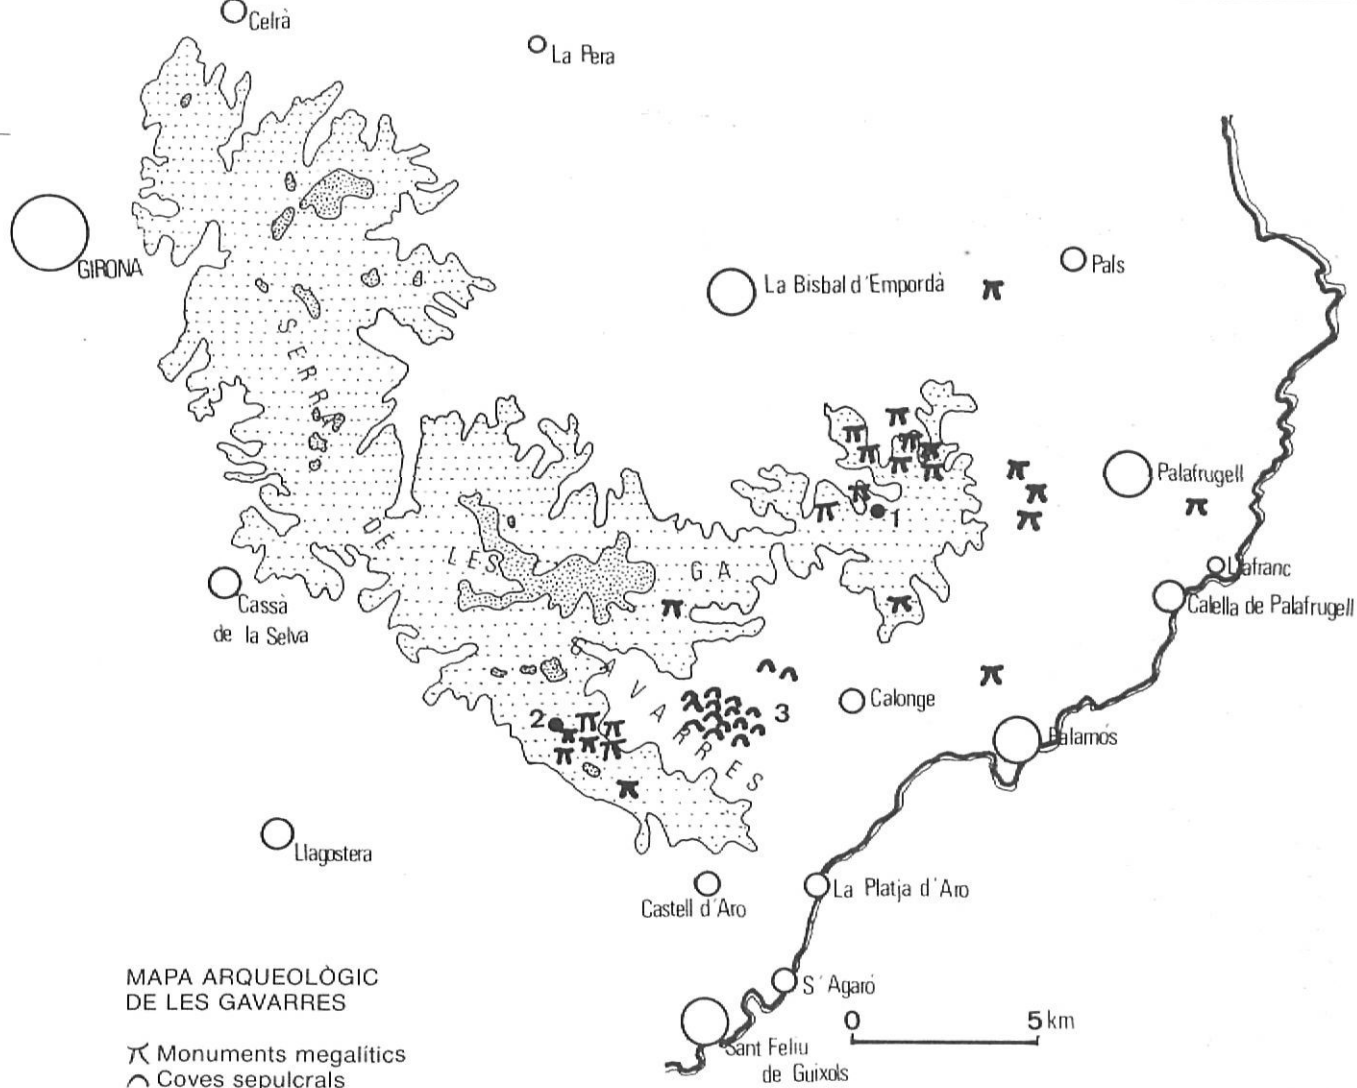 Celrà
La Pera
GIRONA
La Bisbal d'Empordà
Pals
SERRA
Palafrugell
1
DE LES GAVARRES
Llafranc
Calella de Palafrugell
Cassà
de la Selva
Calonge
3
2
Palamós
Llagostera
Castell d'Aro
La Platja d'Aro
S'Agaró
MAPA ARQUEOLÒGIC
DE LES GAVARRES
0 5 km
Sant Feliu
de Guíxols
Monuments megalítics
Coves sepulcrals